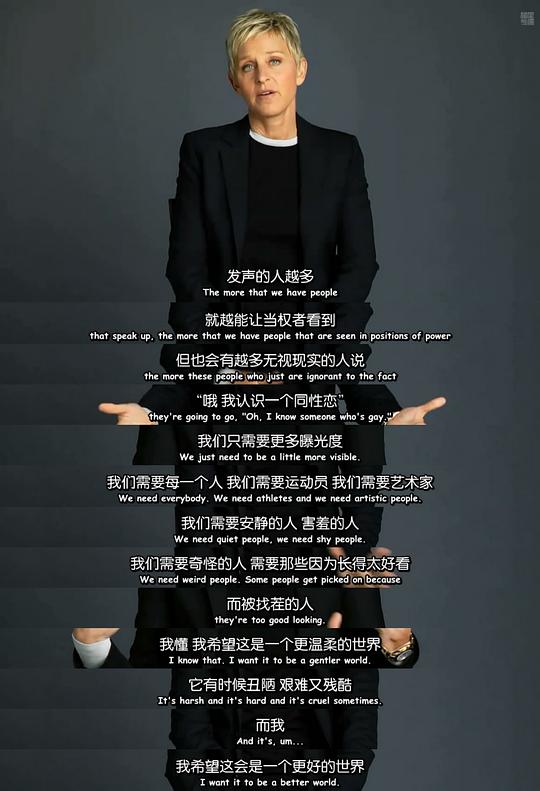 发声的人越多
The more that we have people
就越能让当权者看到
that speak up, the more that we have people that are seen in positions of power
但也会有越多无视现实的人说
the more these people who just are ignorant to the fact
“哦 我认识一个同性恋”
they're going to go, "Oh, I know someone who's gay,"
我们只需要更多曝光度
We just need to be a little more visible.
我们需要每一个人 我们需要运动员 我们需要艺术家
We need everybody. We need athletes and we need artistic people.
我们需要安静的人 害羞的人
We need quiet people, we need shy people.
我们需要奇怪的人 需要那些因为长得太好看
We need weird people. Some people get picked on because
而被找茬的人
they're too good looking.
我懂 我希望这是一个更温柔的世界
I know that. I want it to be a gentler world.
它有时候丑陋 艰难又残酷
It's harsh and it's hard and it's cruel sometimes.
而我
And it's, um...
我希望这会是一个更好的世界
I want it to be a better world.